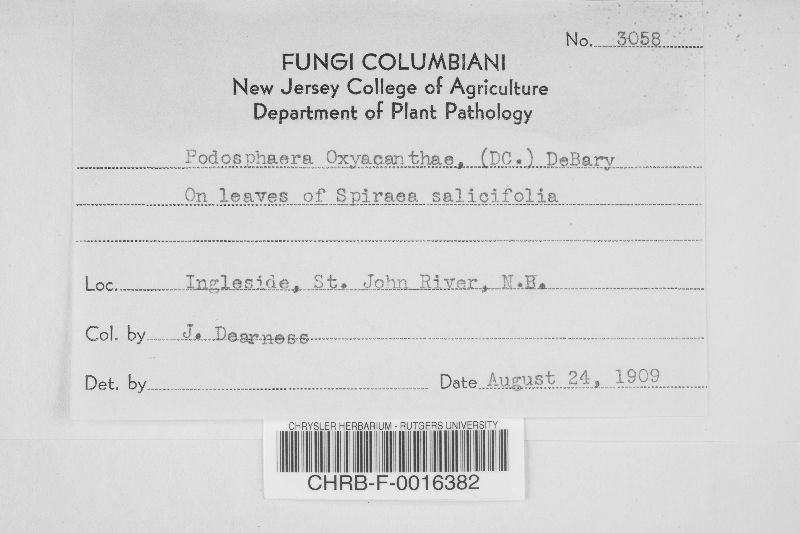 No. 3058
FUNGI COLUMBIANI
New Jersey College of Agriculture
Department of Plant Pathology
Podosphaera Oxyacanthae, (DC.) DeBary
On leaves of Spiraea salicifolia
Loc. Ingleside, St. John River, N.B.
Col. by J. Dearness
Det. by
Date August 24, 1909
CHRYSLER HERBARIUM - RUTGERS UNIVERSITY
CHRB-F-0016382